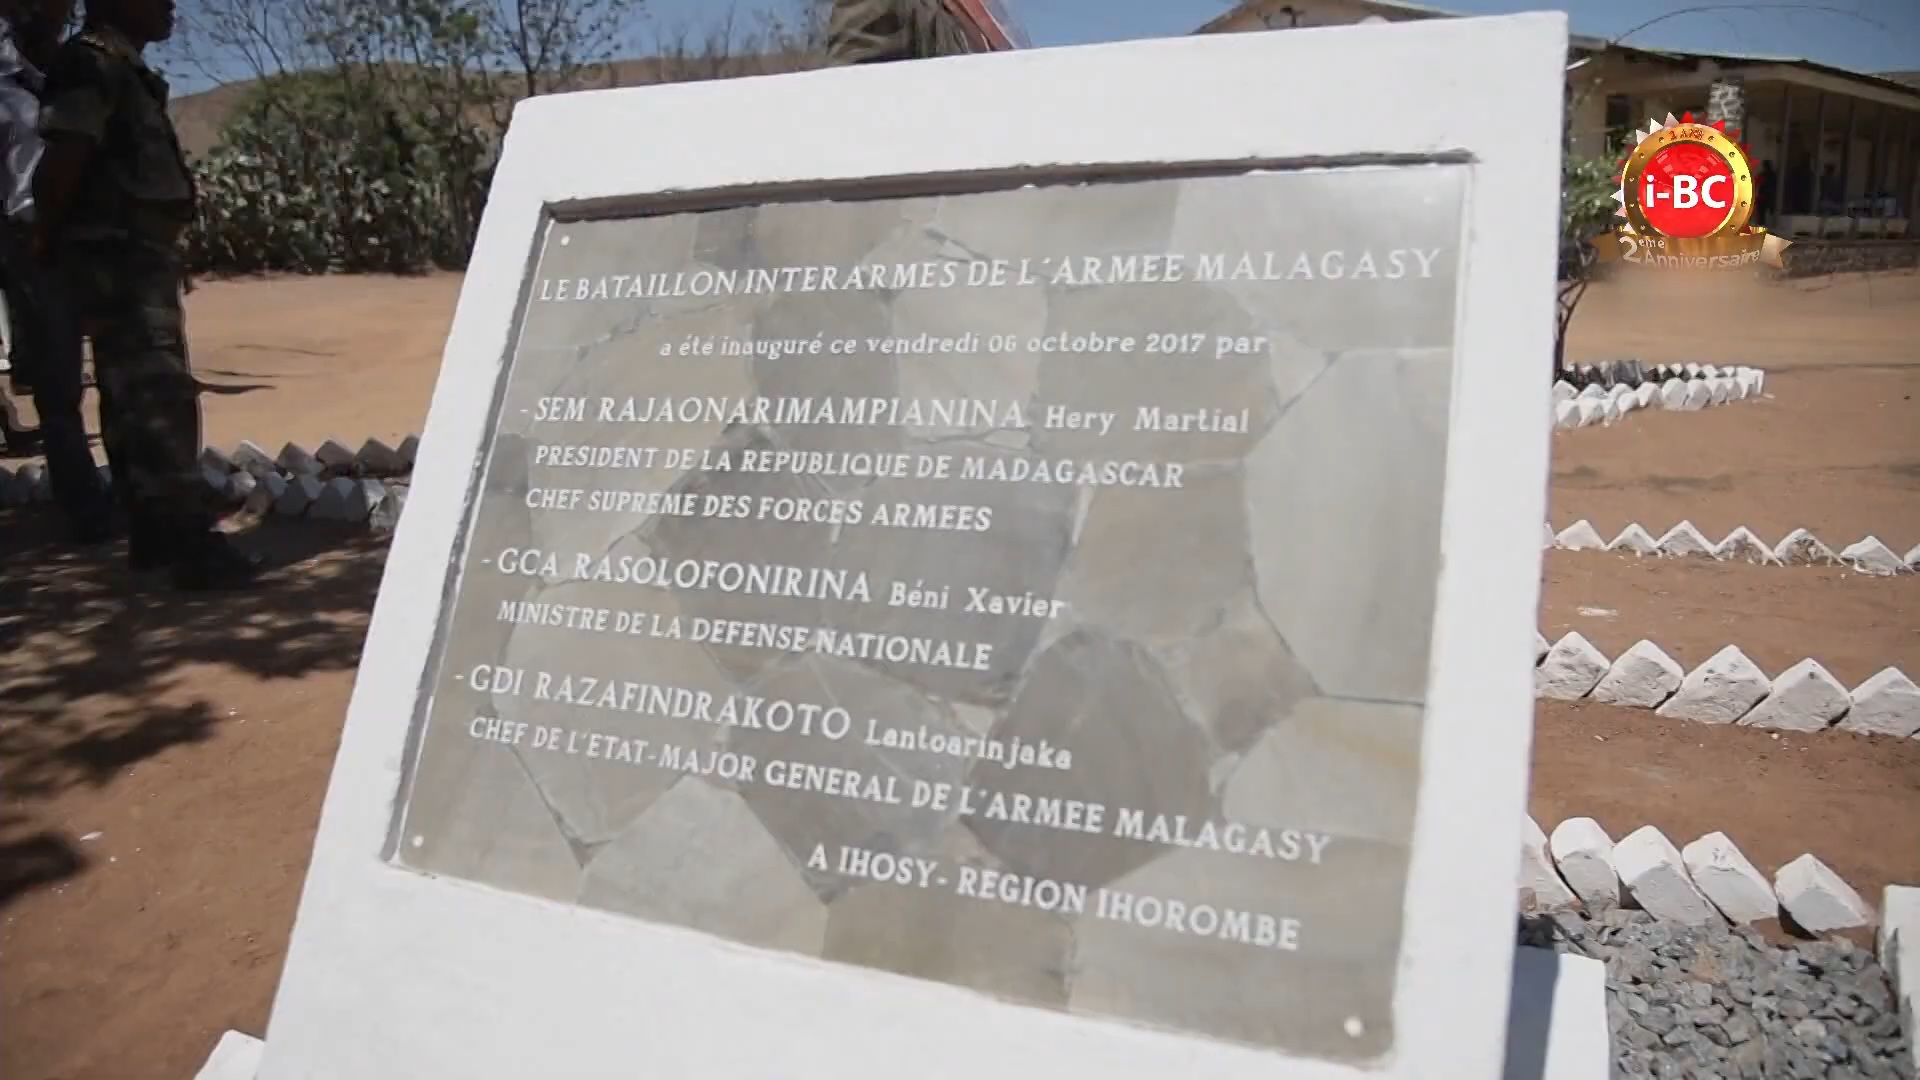 LE BATAILLON INTERARMES DE L'ARMEE MALAGASY
a été inauguré ce vendredi 06 octobre 2017 par
- SEM RAJAONARIMAMPIANINA Hery Martial
PRESIDENT DE LA REPUBLIQUE DE MADAGASCAR
CHEF SUPREME DES FORCES ARMEES
- GCA RASOLOFONIRINA Béni Xavier
MINISTRE DE LA DEFENSE NATIONALE
- GDI RAZAFINDRAKOTO Lantoarinjaka
CHEF DE L'ETAT-MAJOR GENERAL DE L'ARMEE MALAGASY
A IHOSY- REGION IHOROMBE
i-BC
2eme
Anniversaire